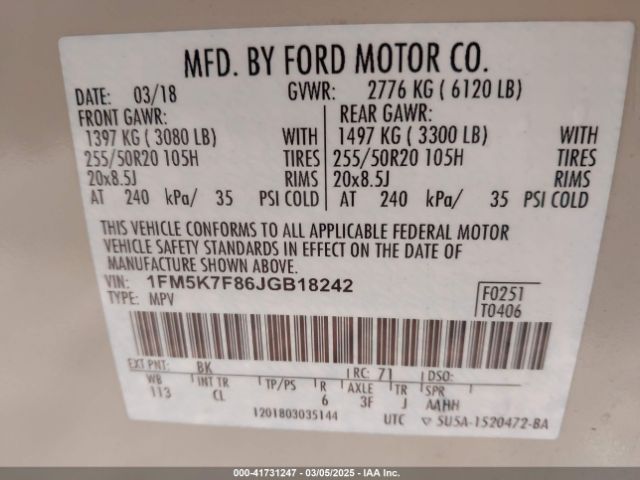 MFD. BY FORD MOTOR CO.
DATE: 03/18 GVWR: 2776 KG ( 6120 LB)
FRONT GAWR: REAR GAWR:
1397 KG ( 3080 LB) WITH 1497 KG ( 3300 LB) WITH
255/50R20 105H TIRES 255/50R20 105H TIRES
20x8.5J RIMS 20x8.5J RIMS
AT 240 kPa/ 35 PSI COLD AT 240 kPa/ 35 PSI COLD
THIS VEHICLE CONFORMS TO ALL APPLICABLE FEDERAL MOTOR
VEHICLE SAFETY STANDARDS IN EFFECT ON THE DATE OF
MANUFACTURE SHOWN ABOVE.
VIN: 1FM5K7F86JGB18242 F0251
TYPE: MPV T0406
EXT PNT: BK RC: 71 DSO:
WB INT TR TP/PS R AXLE TR SPR
113 CL 6 3F J AAHH
1201803035144 UTC ▽ SU5A-1520472-BA
000-41731247 | 03/05/2025 - IAA Inc.